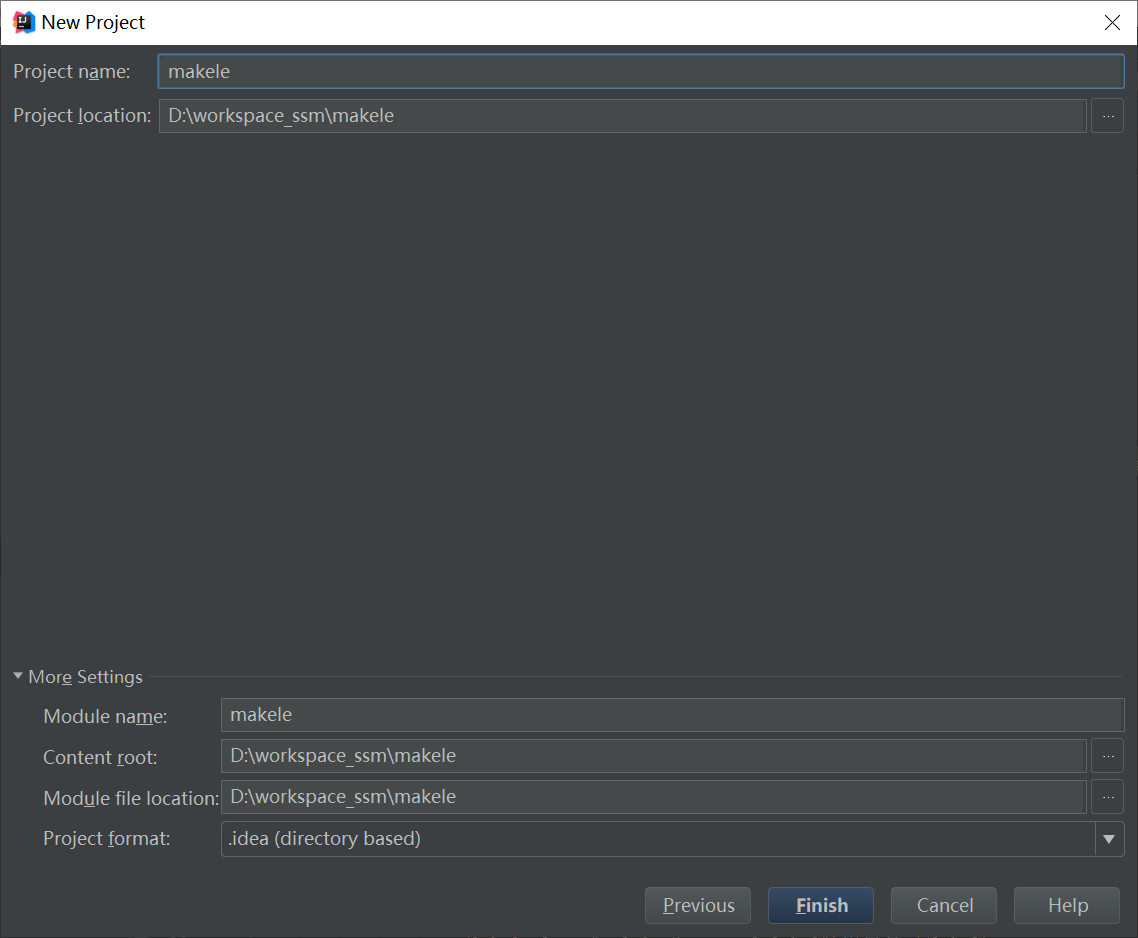 New Project
Project name: makele
Project location: D:\workspace_ssm\makele ...
More Settings
Module name: makele
Content root: D:\workspace_ssm\makele ...
Module file location: D:\workspace_ssm\makele ...
Project format: .idea (directory based)
Previous Finish Cancel Help